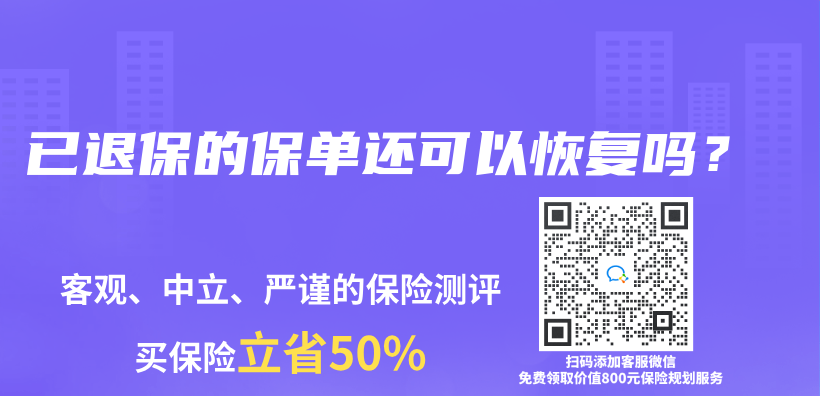 已退保的保单还可以恢复吗？
客观、中立、严谨的保险测评
买保险立省50%
扫码添加客服微信
免费领取价值800元保险规划服务